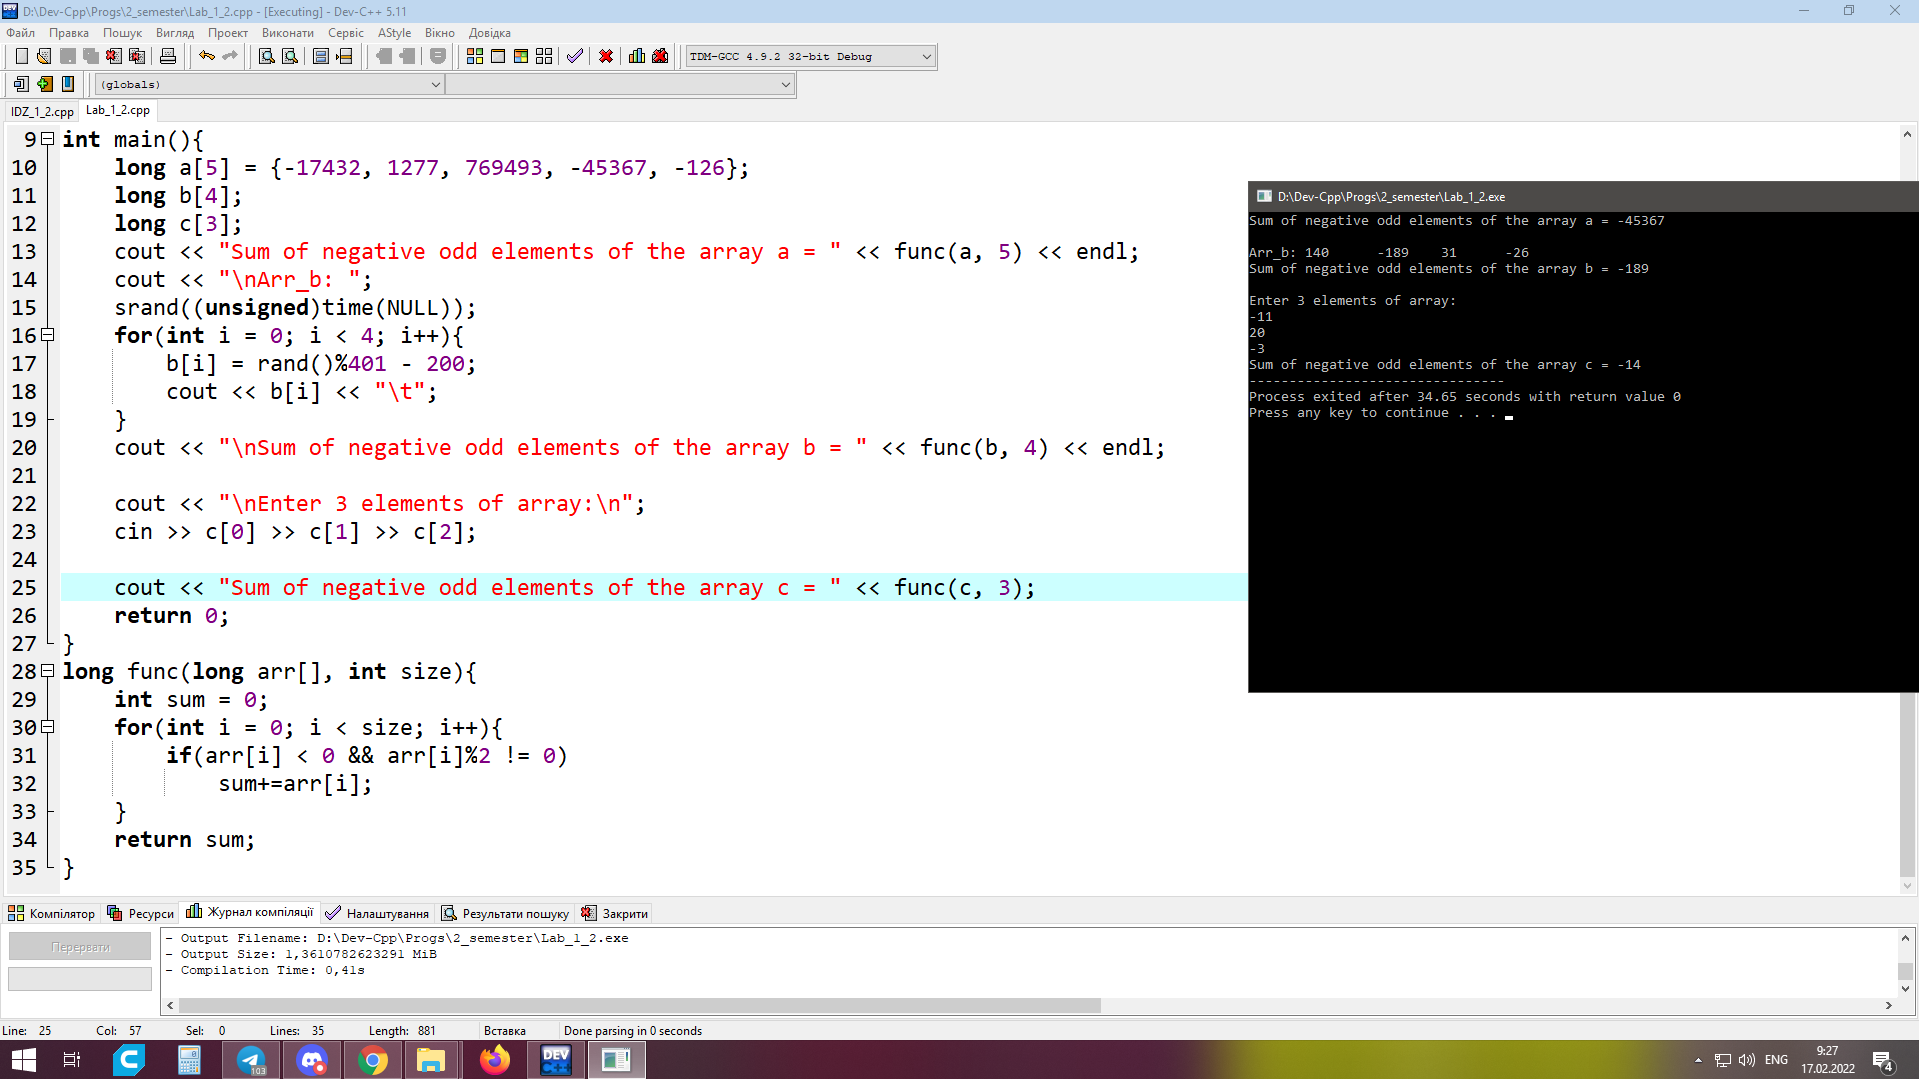 D:\Dev-Cpp\Progs\2_semester\Lab_1_2.cpp - [Executing] - Dev-C++ 5.11
Файл Правка Пошук Вигляд Проект Виконати Сервіс AStyle Вікно Довідка
TDM-GCC 4.9.2 32-bit Debug
(globals)
IDZ_1_2.cpp Lab_1_2.cpp
9 int main(){
10 long a[5] = {-17432, 1277, 769493, -45367, -126};
11 long b[4];
12 long c[3];
13 cout << "Sum of negative odd elements of the array a = " << func(a, 5) << endl;
14 cout << "\nArr_b: ";
15 srand((unsigned)time(NULL));
16 for(int i = 0; i < 4; i++){
17 b[i] = rand()%401 - 200;
18 cout << b[i] << "\t";
19 }
20 cout << "\nSum of negative odd elements of the array b = " << func(b, 4) << endl;
21
22 cout << "\nEnter 3 elements of array:\n";
23 cin >> c[0] >> c[1] >> c[2];
24
25 cout << "Sum of negative odd elements of the array c = " << func(c, 3);
26 return 0;
27 }
28 long func(long arr[], int size){
29 int sum = 0;
30 for(int i = 0; i < size; i++){
31 if(arr[i] < 0 && arr[i]%2 != 0)
32 sum+=arr[i];
33 }
34 return sum;
35 }
D:\Dev-Cpp\Progs\2_semester\Lab_1_2.exe
Sum of negative odd elements of the array a = -45367
Arr_b: 140 -189 31 -26
Sum of negative odd elements of the array b = -189
Enter 3 elements of array:
-11
20
-3
Sum of negative odd elements of the array c = -14
--------------------------------
Process exited after 34.65 seconds with return value 0
Press any key to continue . . .
Компілятор Ресурси Журнал компіляції Налаштування Результати пошуку Закрити
Перервати
- Output Filename: D:\Dev-Cpp\Progs\2_semester\Lab_1_2.exe
- Output Size: 1,3610782623291 MiB
- Compilation Time: 0,41s
Line: 25 Col: 57 Sel: 0 Lines: 35 Length: 881 Вставка Done parsing in 0 seconds
103
DEV C++
ENG
9:27
17.02.2022
4